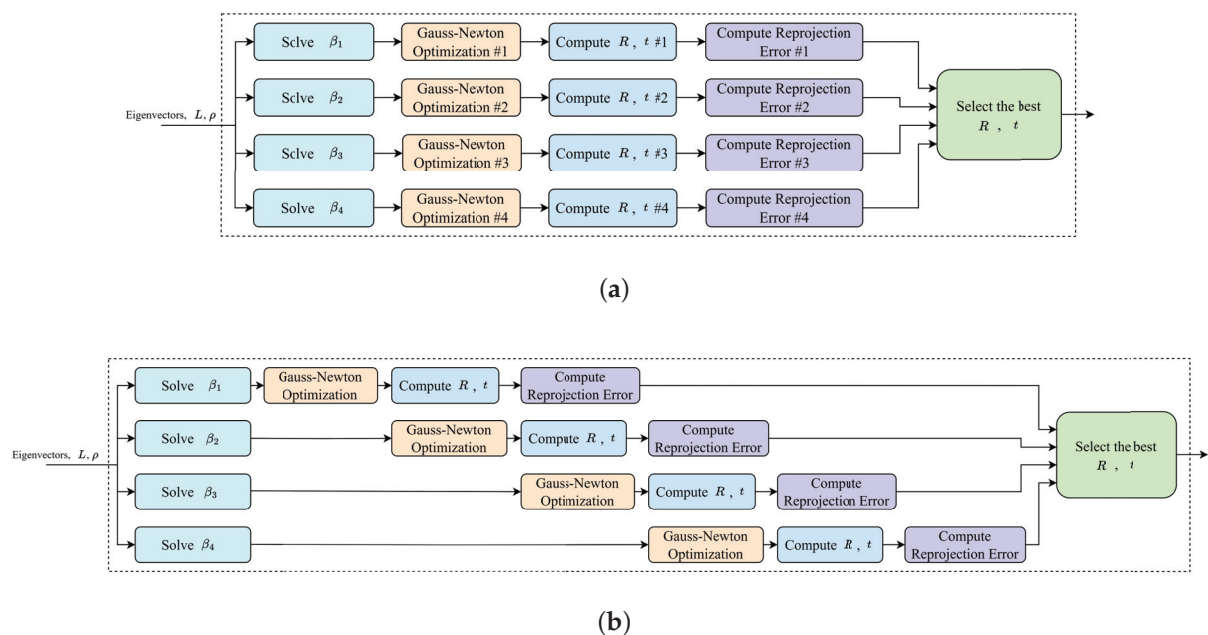 Sclve β1
Gauss-Newton
Optimization #1
Compute R , t #1
Compute Reprojection
Error #1
Sclve β2
Gauss-Newton
Optimization #2
Compute R , t #2
Compute Reprojection
Error #2
Eigenvectors, L, ρ
Select the best
R , t
Sclve β3
Gauss-Newton
Optimization #3
Compute R , t #3
Compute Reprojection
Error #3
Solve β4
Gauss-Newton
Optimization #4
Compute R , t #4
Compute Reprojection
Error #4
(a)
Solve β1
Gauss-Newton
Optimization
Compute R , t
Compute
Reprojection Error
Solve β2
Gauss-Newton
Optimization
Compute R , t
Compute
Reprojection Error
Eigenvectors, L, ρ
Select the best
R , t
Solve β3
Gauss-Newton
Optimization
Compute R , t
Compute
Reprojection Error
Solve β4
Gauss-Newton
Optimization
Compute R , t
Compute
Reprojection Error
(b)